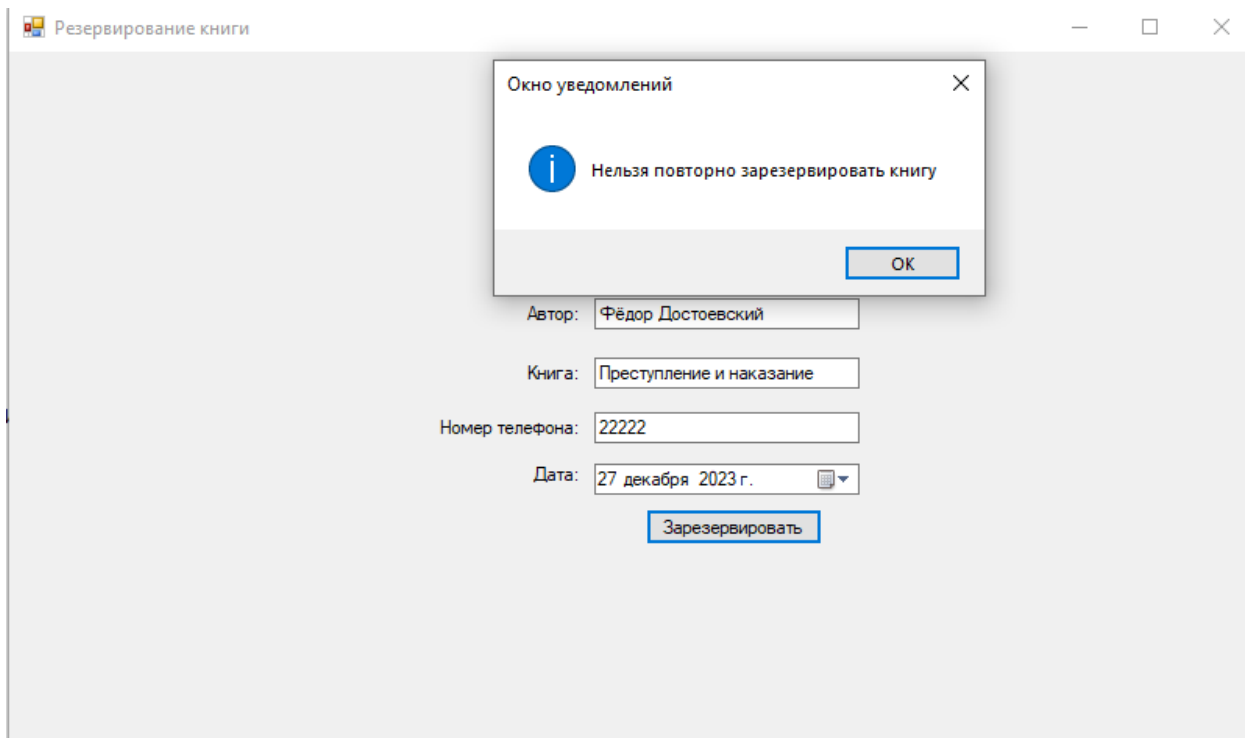 Резервирование книги
Окно уведомлений
Нельзя повторно зарезервировать книгу
ОК
Автор: Фёдор Достоевский
Книга: Преступление и наказание
Номер телефона: 22222
Дата: 27 декабря 2023 г.
Зарезервировать